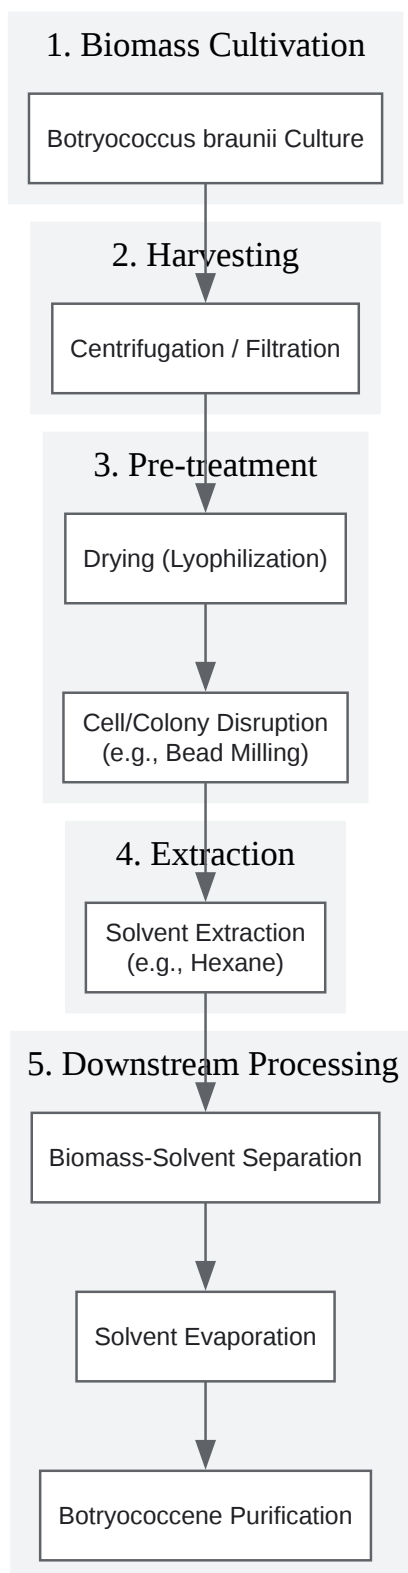 1. Biomass Cultivation
Botryococcus braunii Culture
2. Harvesting
Centrifugation / Filtration
3. Pre-treatment
Drying (Lyophilization)
Cell/Colony Disruption
(e.g., Bead Milling)
4. Extraction
Solvent Extraction
(e.g., Hexane)
5. Downstream Processing
Biomass-Solvent Separation
Solvent Evaporation
Botryococcene Purification